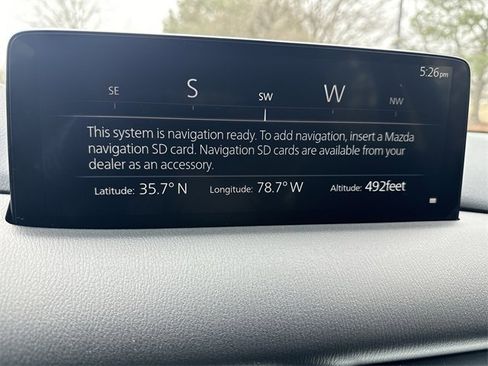 5:26pm
SE S SW W NW
This system is navigation ready. To add navigation, insert a Mazda
navigation SD card. Navigation SD cards are available from your
dealer as an accessory.
Latitude: 35.7° N Longitude: 78.7° W Altitude: 492feet